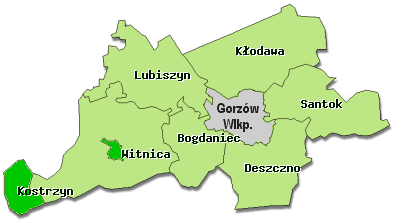 Kłodawa
Lubiszyn
Gorzów
Wlkp.
Santok
Bogdaniec
Witnica
Deszczno
Kostrzyn